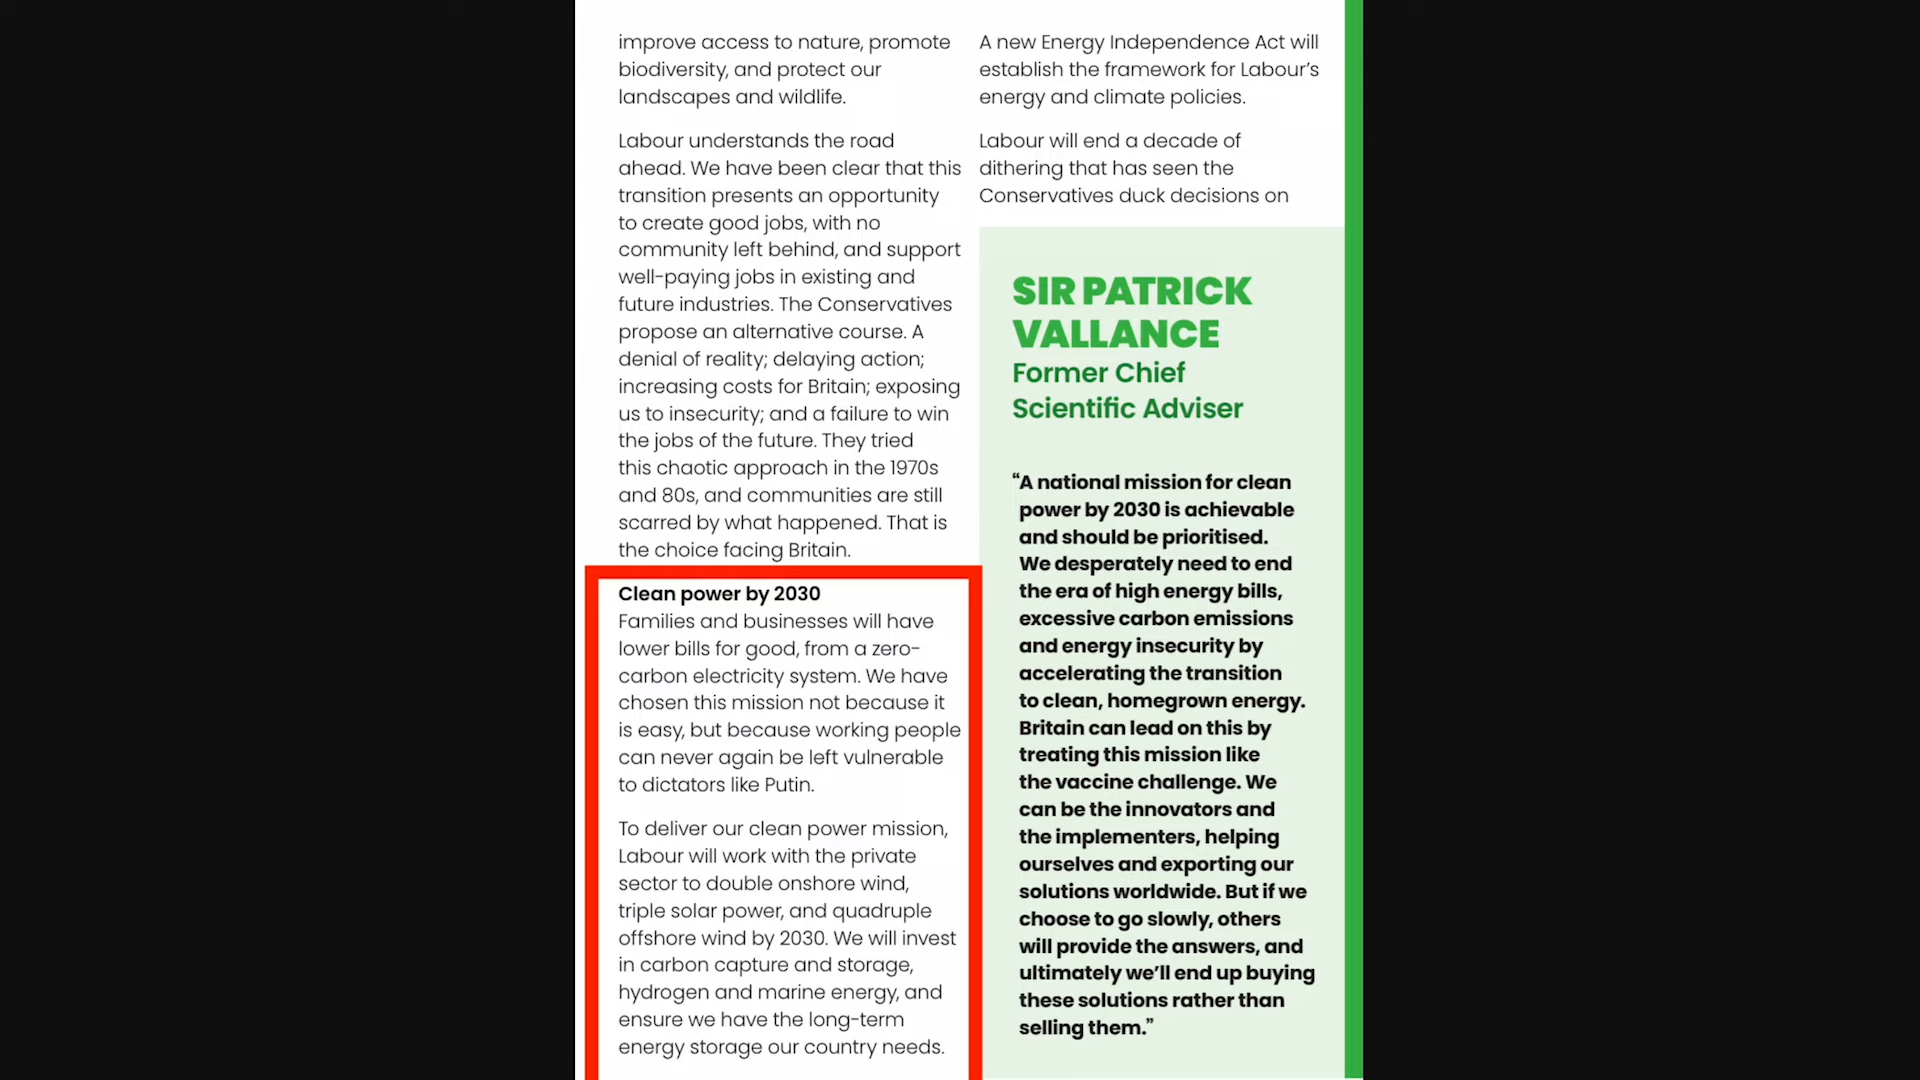 improve access to nature, promote
biodiversity, and protect our
landscapes and wildlife.
Labour understands the road
ahead. We have been clear that this
transition presents an opportunity
to create good jobs, with no
community left behind, and support
well-paying jobs in existing and
future industries. The Conservatives
propose an alternative course. A
denial of reality; delaying action;
increasing costs for Britain; exposing
us to insecurity; and a failure to win
the jobs of the future. They tried
this chaotic approach in the 1970s
and 80s, and communities are still
scarred by what happened. That is
the choice facing Britain.
Clean power by 2030
Families and businesses will have
lower bills for good, from a zero-
carbon electricity system. We have
chosen this mission not because it
is easy, but because working people
can never again be left vulnerable
to dictators like Putin.
To deliver our clean power mission,
Labour will work with the private
sector to double onshore wind,
triple solar power, and quadruple
offshore wind by 2030. We will invest
in carbon capture and storage,
hydrogen and marine energy, and
ensure we have the long-term
energy storage our country needs.
A new Energy Independence Act will
establish the framework for Labour's
energy and climate policies.
Labour will end a decade of
dithering that has seen the
Conservatives duck decisions on
SIR PATRICK
VALLANCE
Former Chief
Scientific Adviser
“A national mission for clean
power by 2030 is achievable
and should be prioritised.
We desperately need to end
the era of high energy bills,
excessive carbon emissions
and energy insecurity by
accelerating the transition
to clean, homegrown energy.
Britain can lead on this by
treating this mission like
the vaccine challenge. We
can be the innovators and
the implementers, helping
ourselves and exporting our
solutions worldwide. But if we
choose to go slowly, others
will provide the answers, and
ultimately we'll end up buying
these solutions rather than
selling them.”